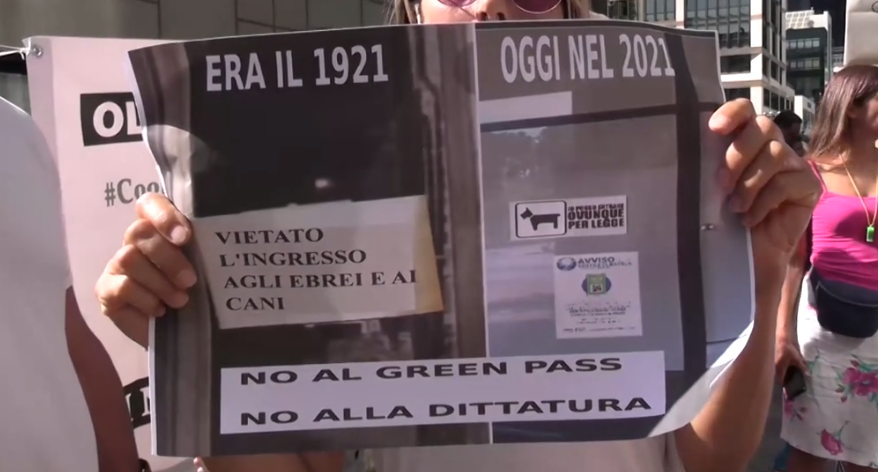 ERA IL 1921
OGGI NEL 2021
OL
#Coo
VIETATO
L'INGRESSO
AGLI EBREI E AI
CANI
OVUNQUE
PER LEGGE
AVVISO
NO AL GREEN PASS
NO ALLA DITTATURA